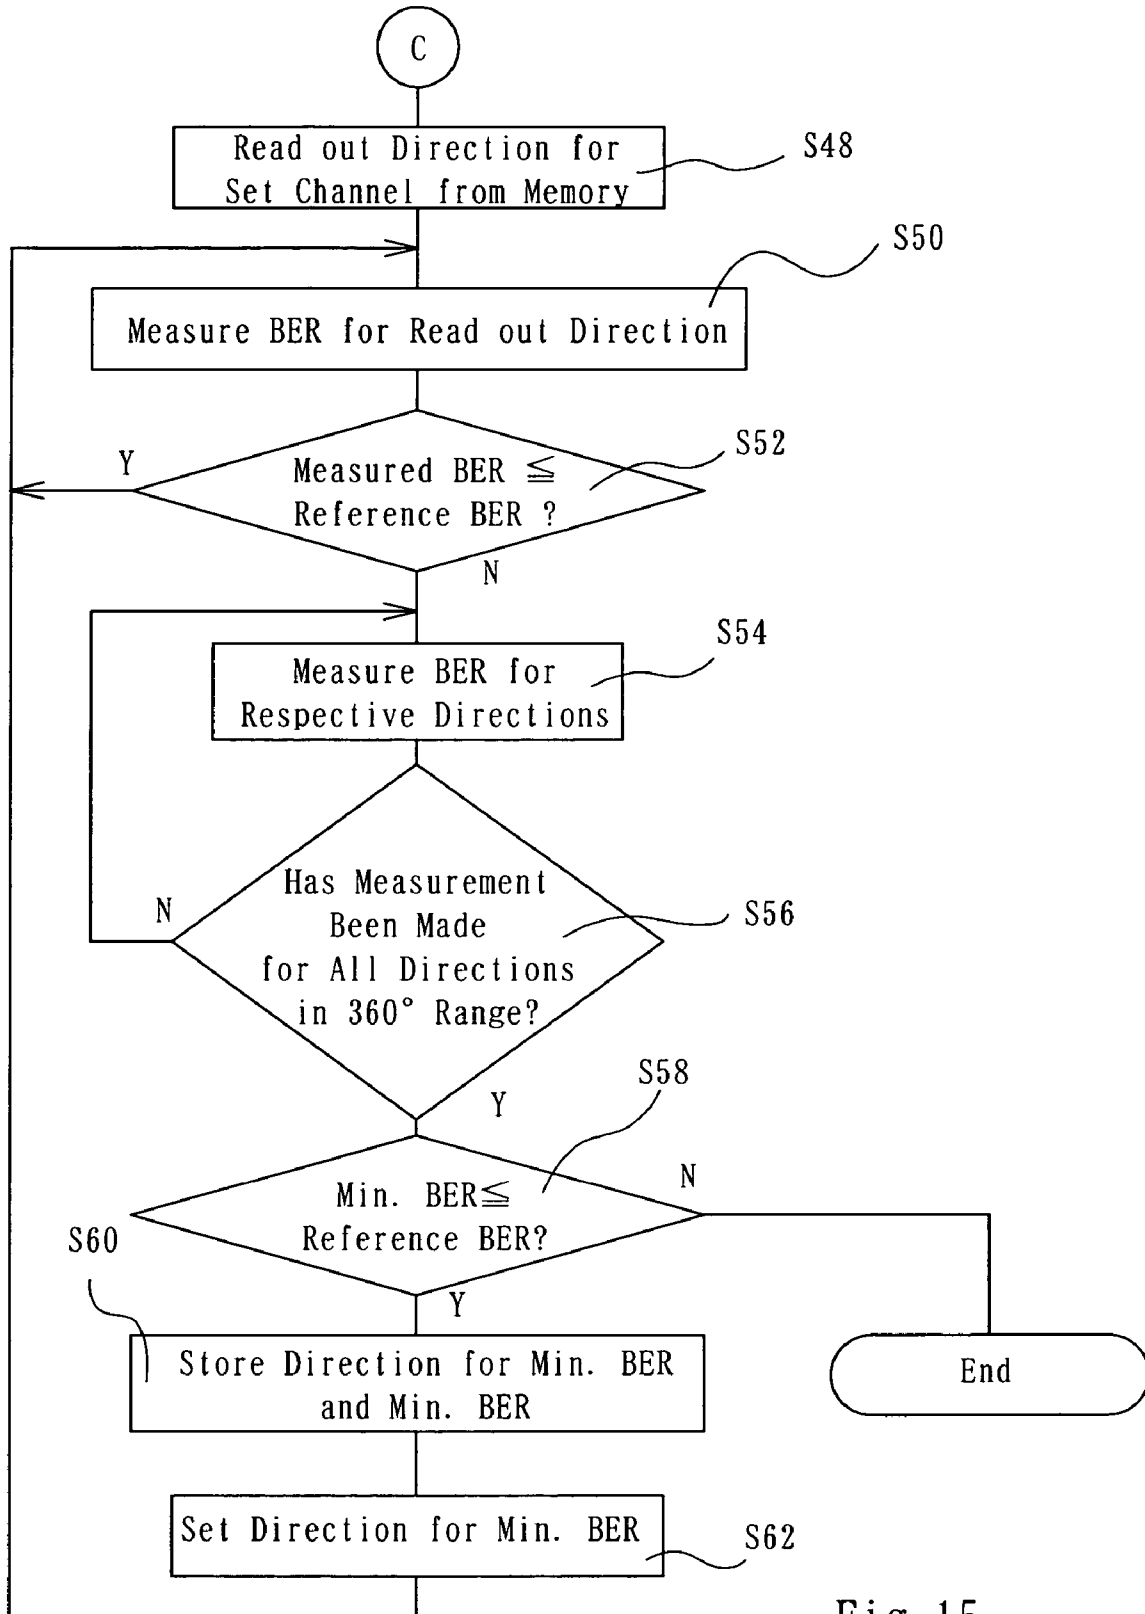 C
Read out Direction for
Set Channel from Memory
S48
S50
Measure BER for Read out Direction
S52
Y
Measured BER ≦
Reference BER ?
N
S54
Measure BER for
Respective Directions
Has Measurement
Been Made
for All Directions
in 360° Range?
N
S56
Y
S58
Min. BER≦
Reference BER?
N
S60
Y
Store Direction for Min. BER
and Min. BER
End
Set Direction for Min. BER
S62
Fig.15